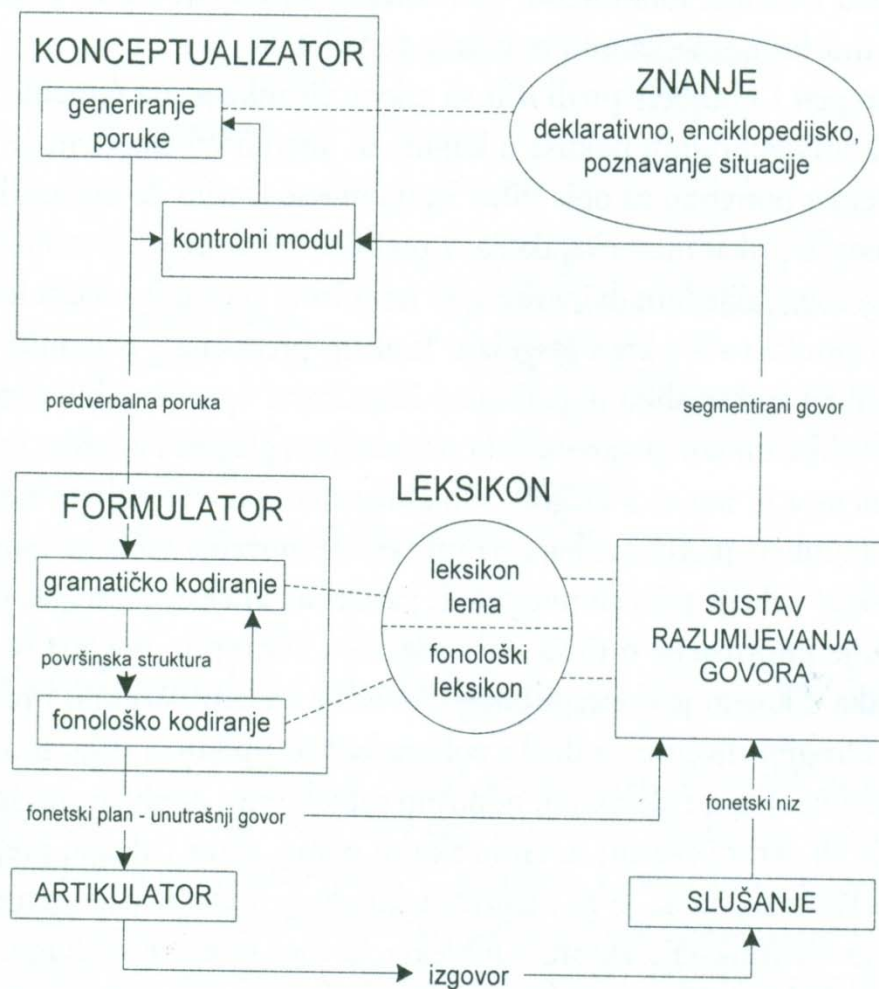 KONCEPTUALIZATOR
generiranje
poruke
kontrolni modul
ZNANJE
deklarativno, enciklopedijsko,
poznavanje situacije
predverbalna poruka
segmentirani govor
FORMULATOR
gramatičko kodiranje
površinska struktura
fonološko kodiranje
LEKSIKON
leksikon
lema
fonološki
leksikon
SUSTAV
RAZUMIJEVANJA
GOVORA
fonetski plan - unutrašnji govor
fonetski niz
ARTIKULATOR
SLUŠANJE
izgovor